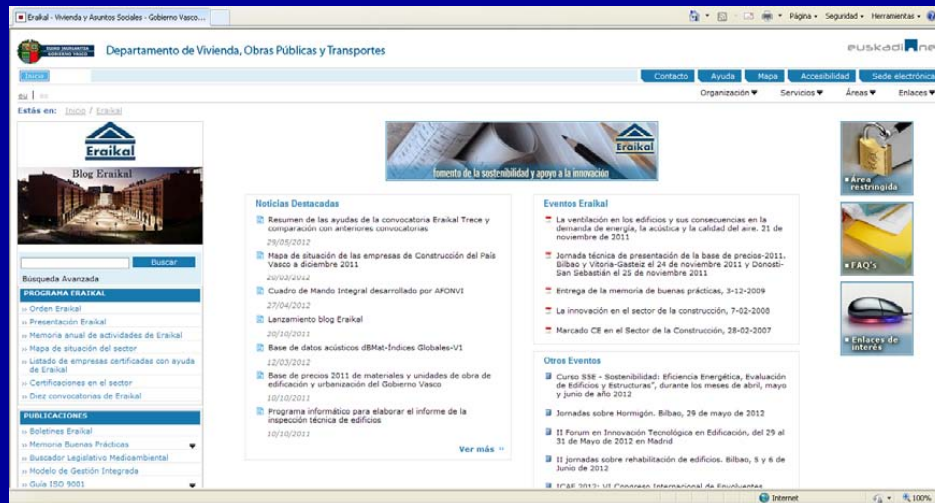 Eraikal - Vivienda y Asuntos Sociales - Gobierno Vasco...
Página
Seguridad
Herramientas
EUSKO JAURLARITZA
GOBIERNO VASCO
Departamento de Vivienda, Obras Públicas y Transportes
euskadi.ne
Inicio
Contacto
Ayuda
Mapa
Accesibilidad
Sede electrónica
eu | es
Organización
Servicios
Áreas
Enlaces
Estás en: Inicio / Eraikal
Eraikal
Blog Eraikal
Buscar
Búsqueda Avanzada
PROGRAMA ERAIKAL
» Orden Eraikal
» Presentación Eraikal
» Memoria anual de actividades de Eraikal
» Mapa de situación del sector
» Listado de empresas certificadas con ayuda
de Eraikal
» Certificaciones en el sector
» Diez convocatorias de Eraikal
PUBLICACIONES
» Boletines Eraikal
» Memoria Buenas Prácticas
» Buscador Legislativo Medioambiental
» Modelo de Gestión Integrada
» Guía ISO 9001
Eraikal
fomento de la sostenibilidad y apoyo a la innovación
Noticias Destacadas
Resumen de las ayudas de la convocatoria Eraikal Trece y
comparación con anteriores convocatorias
29/05/2012
Mapa de situación de las empresas de Construcción del País
Vasco a diciembre 2011
20/03/2012
Cuadro de Mando Integral desarrollado por AFONVI
27/04/2012
Lanzamiento blog Eraikal
20/10/2011
Base de datos acústicos dBMat-Índices Globales-V1
12/03/2012
Base de precios 2011 de materiales y unidades de obra de
edificación y urbanización del Gobierno Vasco
10/10/2011
Programa informático para elaborar el informe de la
inspección técnica de edificios
10/10/2011
Ver más »
Eventos Eraikal
La ventilación en los edificios y sus consecuencias en la
demanda de energía, la acústica y la calidad del aire. 21 de
noviembre de 2011
Jornada técnica de presentación de la base de precios-2011.
Bilbao y Vitoria-Gasteiz el 24 de noviembre 2011 y Donosti-
San Sebastián el 25 de noviembre 2011
Entrega de la memoria de buenas prácticas, 3-12-2009
La innovación en el sector de la construcción, 7-02-2008
Marcado CE en el Sector de la Construcción, 28-02-2007
Otros Eventos
Curso SSE - Sostenibilidad: Eficiencia Energética, Evaluación
de Edificios y Estructuras", durante los meses de abril, mayo
y junio de año 2012
Jornadas sobre Hormigón. Bilbao, 29 de mayo de 2012
II Forum en Innovación Tecnológica en Edificación, del 29 al
31 de Mayo de 2012 en Madrid
II jornadas sobre rehabilitación de edificios. Bilbao, 5 y 6 de
Junio de 2012
ICAE 2012: VI Congreso Internacional de Envolventes
Área
restringida
FAQ's
Enlaces de
interés
Internet
100%